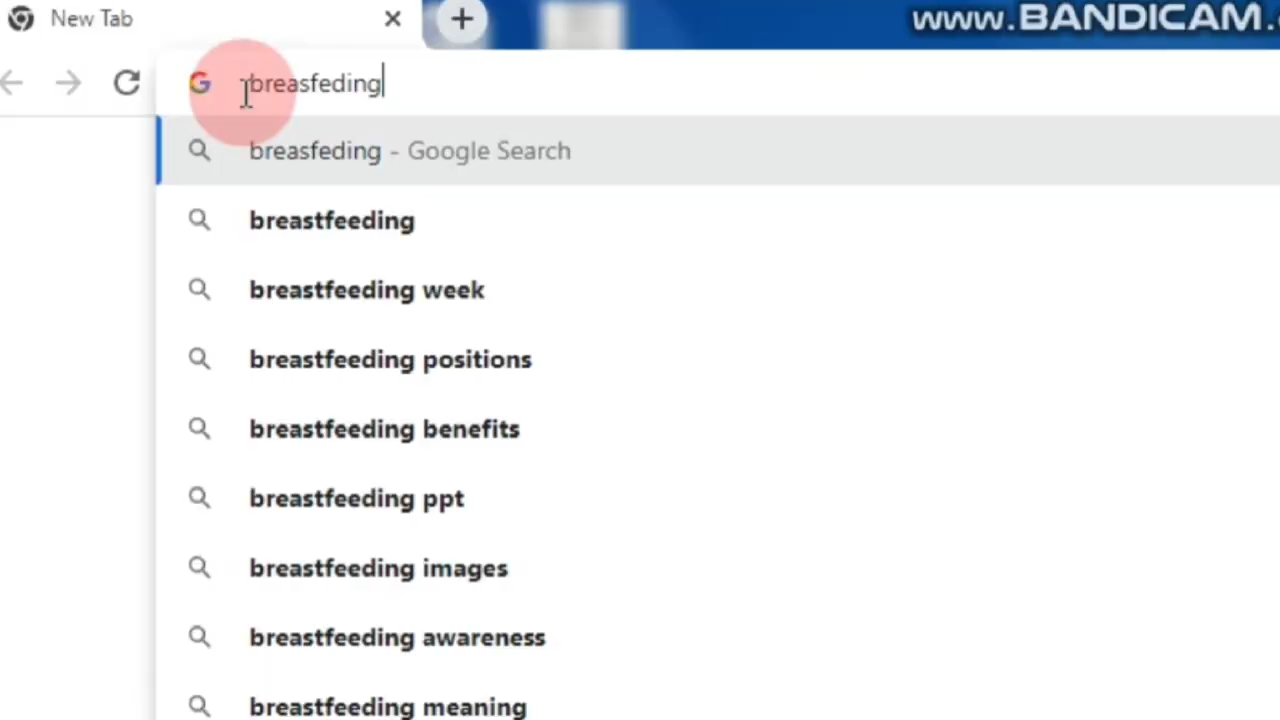 New Tab
www.BANDICAM.
breasfeding
breasfeding - Google Search
breastfeeding
breastfeeding week
breastfeeding positions
breastfeeding benefits
breastfeeding ppt
breastfeeding images
breastfeeding awareness
breastfeeding meaning